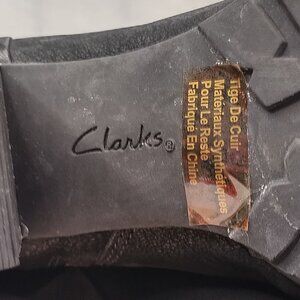 Clarks®
Tige De Cuir
Materiaux Synthetiques
Pour Le Reste
Fabrique En Chine